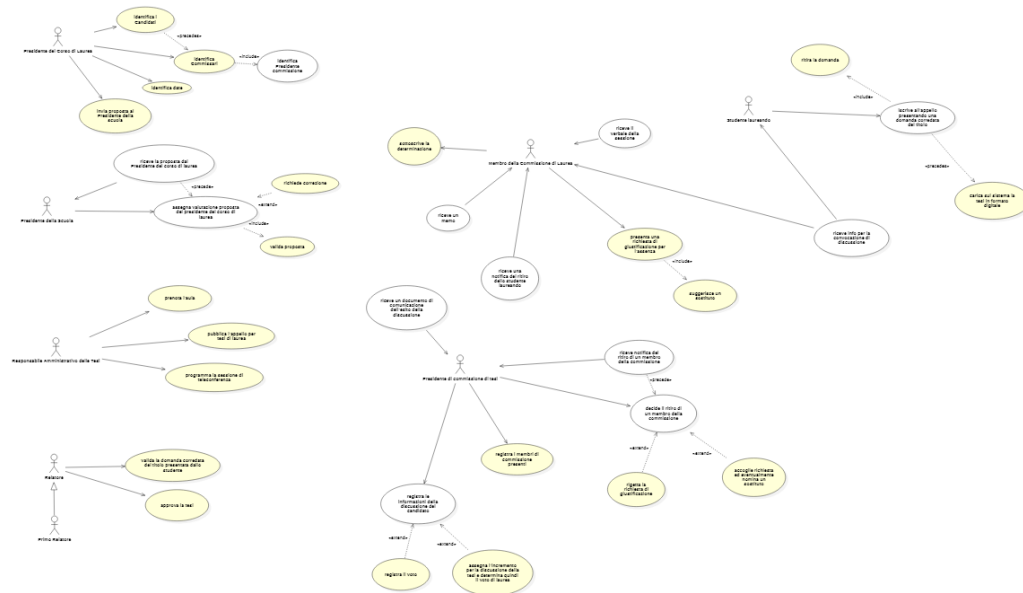 identifica i
Candidati
«precede»
Presidente del Corso di Laurea
identifica
Commissari
«include»
identifica
Presidente
commissione
identifica date
invia proposta al
Presidente della
scuola
riceve la proposta dal
Presidente del corso di laurea
«precede»
richiede correzione
«extend»
assegna valutazione proposta
del presidente del corso di
laurea
Presidente della Scuola
«include»
valida proposta
prenota l'aula
pubblica l'appello per
tesi di laurea
Responsabile Amministrativo delle Tesi
programma la sessione di
teleconferenza
valida la domanda corredata
del titolo presentata dallo
studente
Relatore
approva la tesi
Primo Relatore
sottoscrive la
determinazione
riceve il
verbale della
sessione
Membro della Commissione di Laurea
riceve un
memo
riceve una
notifica del ritiro
dello studente
laureando
presenta una
richiesta di
giustificazione per
l'assenza
«include»
suggerisce un
sostituto
ritira la domanda
«include»
Studente laureando
iscrive all'appello
presentando una
domanda corredata
del titolo
«precede»
carica sul sistema la
tesi in formato
digitale
riceve info per la
convocazione di
discussione
riceve un documento di
comunicazione
dell'esito della
discussione
Presidente di commissione di tesi
riceve notifica del
ritiro di un membro
della commissione
«precede»
decide il ritiro di
un membro della
commissione
«extend»
«extend»
rigetta la
richiesta di
giustificazione
accoglie richiesta
ed eventualmente
nomina un
sostituto
registra i membri di
commissione
presenti
registra le
informazioni della
discussione del
candidato
«extend»
«extend»
registra il voto
assegna l'incremento
per la discussione della
tesi e determina quindi
il voto di laurea